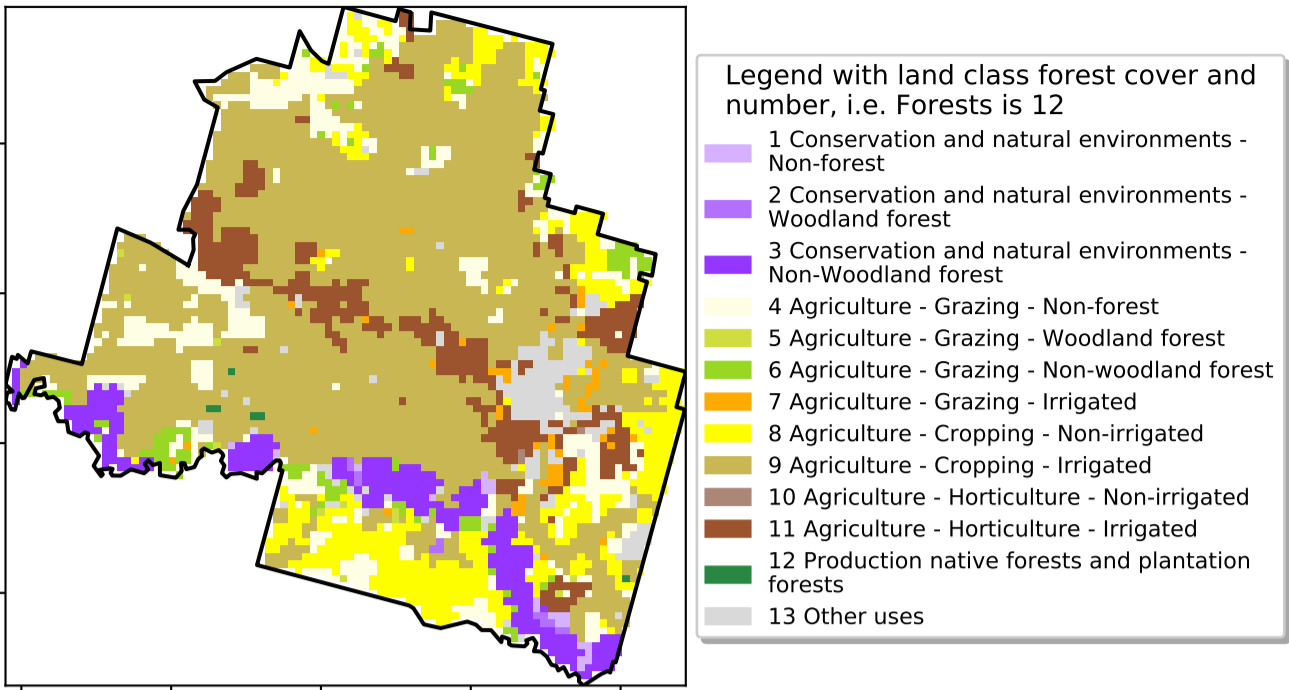 Legend with land class forest cover and
number, i.e. Forests is 12
1 Conservation and natural environments -
Non-forest
2 Conservation and natural environments -
Woodland forest
3 Conservation and natural environments -
Non-Woodland forest
4 Agriculture - Grazing - Non-forest
5 Agriculture - Grazing - Woodland forest
6 Agriculture - Grazing - Non-woodland forest
7 Agriculture - Grazing - Irrigated
8 Agriculture - Cropping - Non-irrigated
9 Agriculture - Cropping - Irrigated
10 Agriculture - Horticulture - Non-irrigated
11 Agriculture - Horticulture - Irrigated
12 Production native forests and plantation
forests
13 Other uses